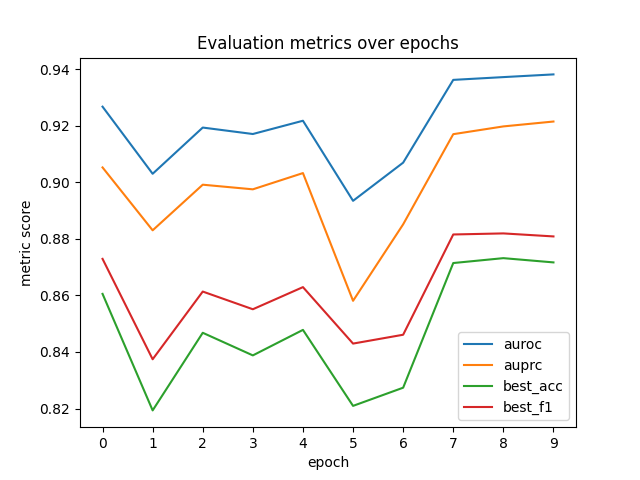 Evaluation metrics over epochs
metric score
0.94
0.92
0.90
0.88
0.86
0.84
0.82
0 1 2 3 4 5 6 7 8 9
epoch
auroc
auprc
best_acc
best_f1